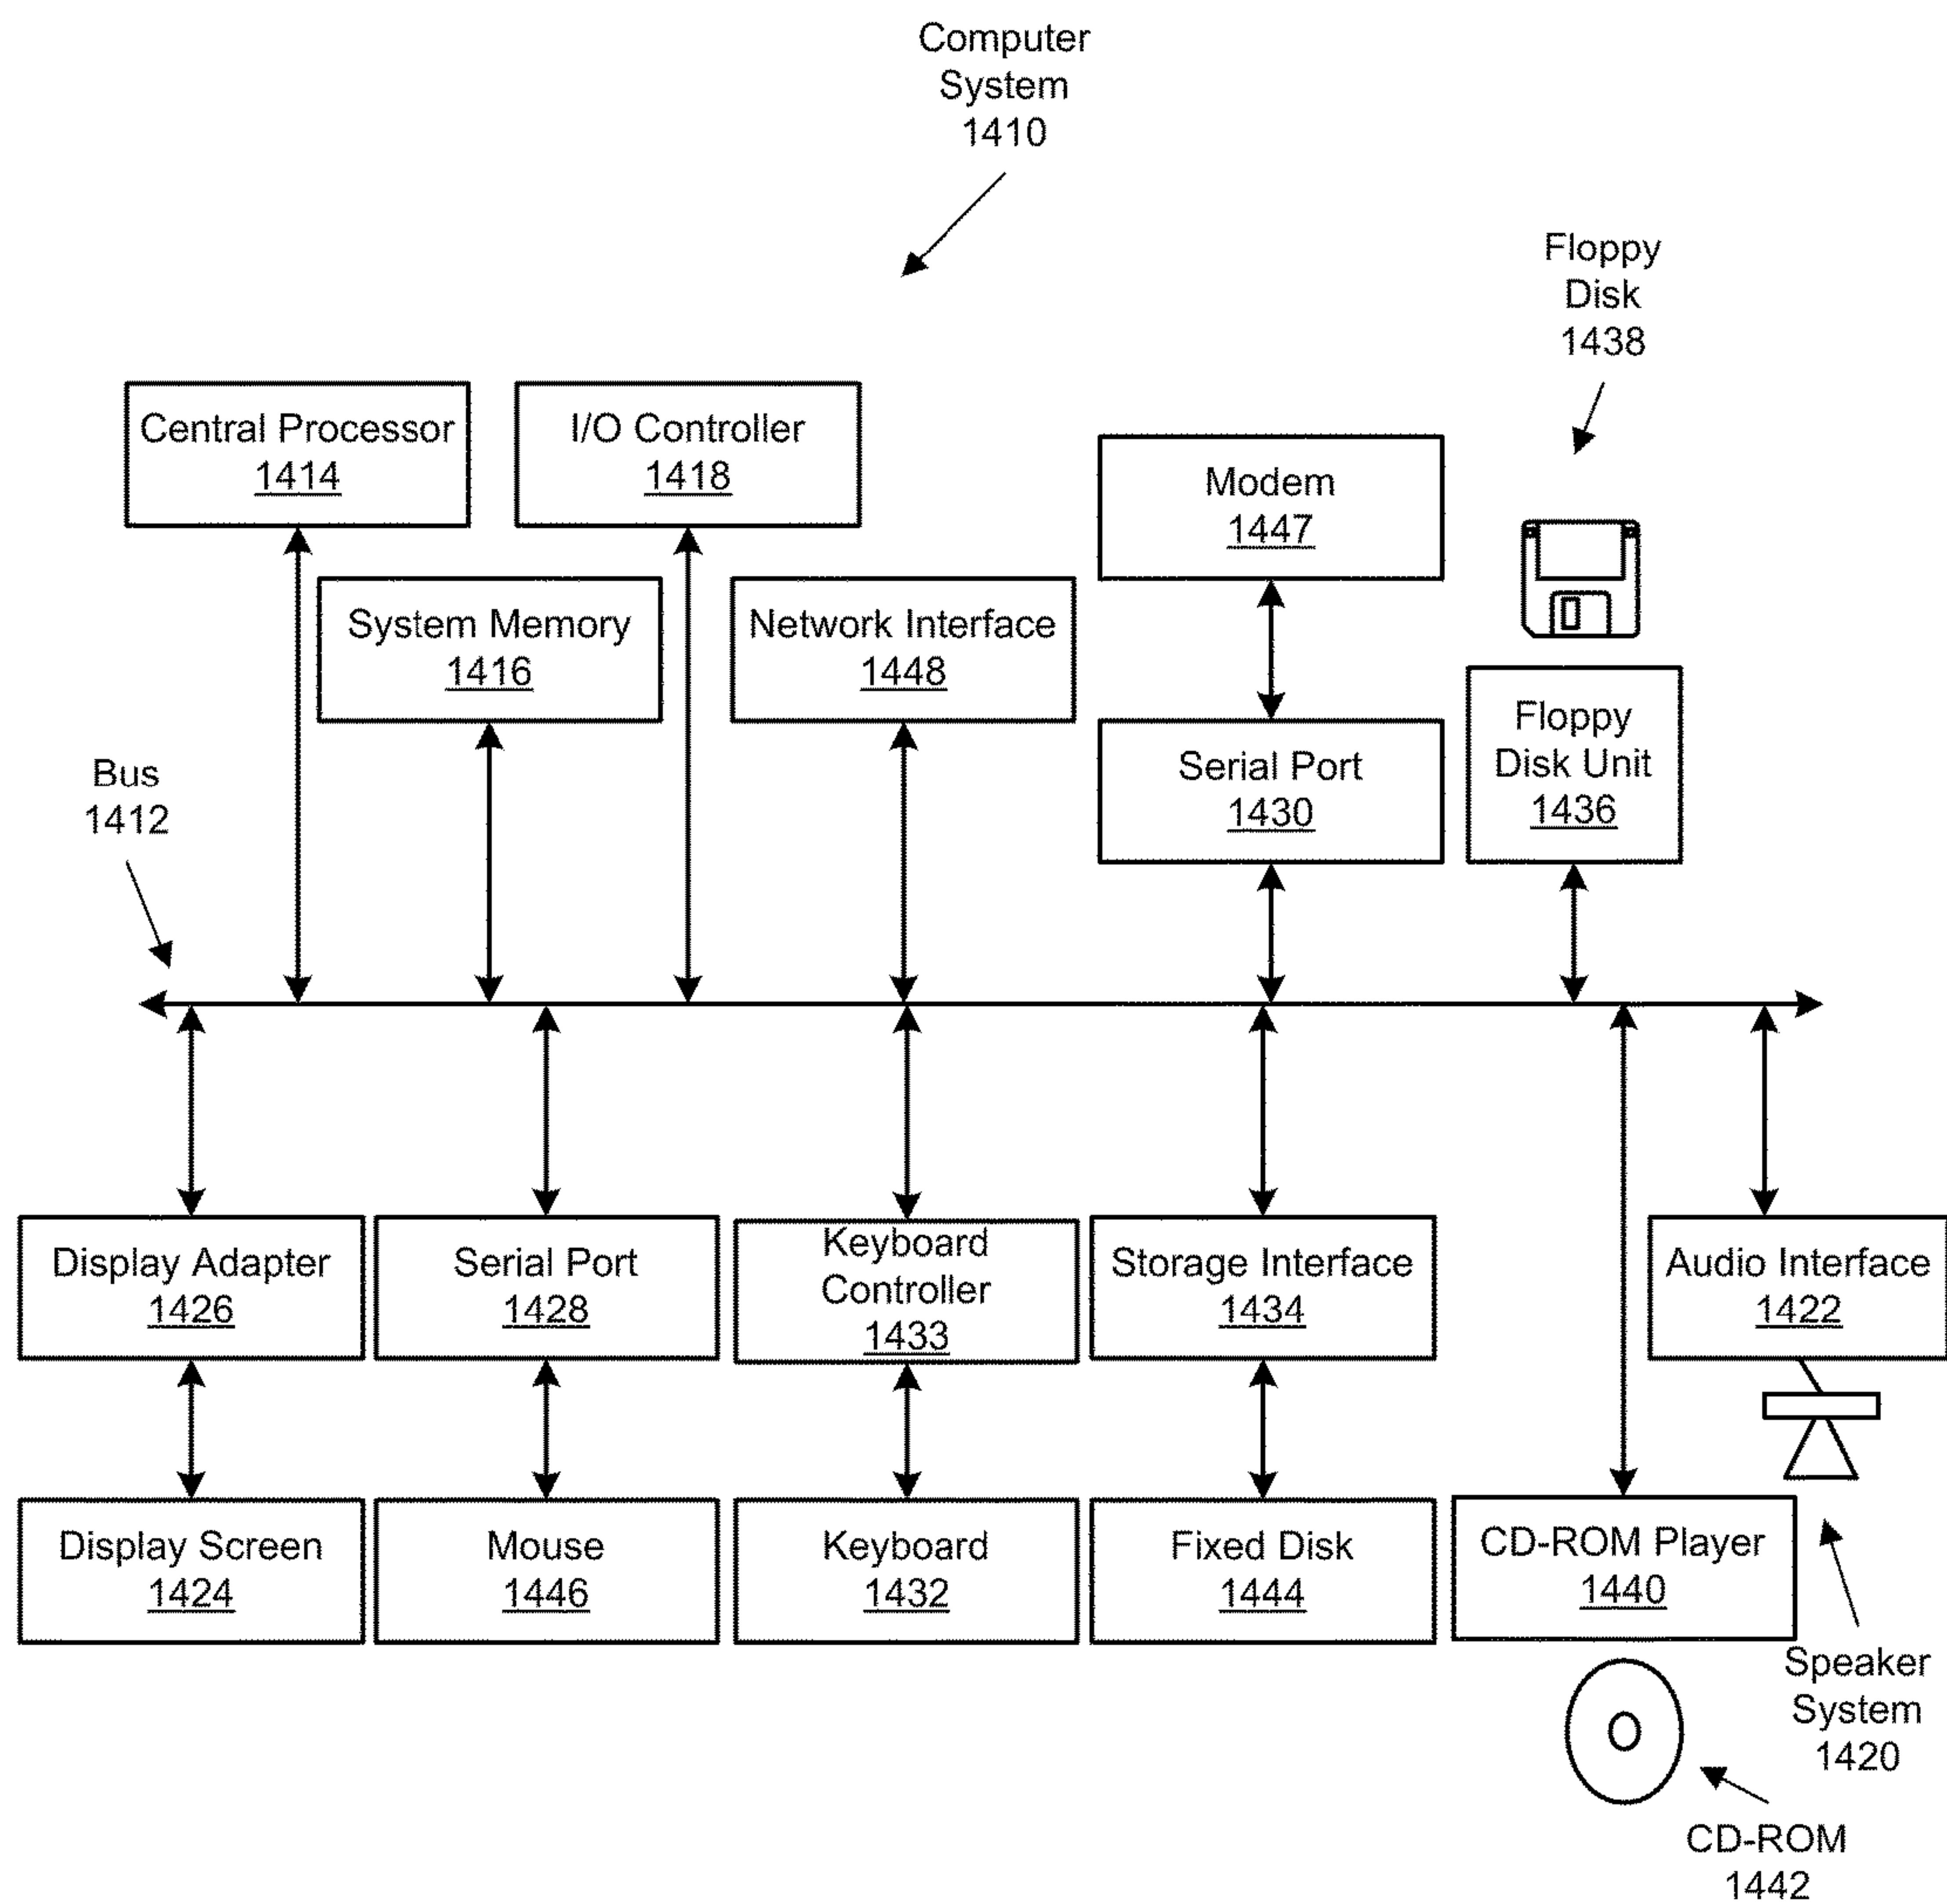 Computer
System
1410
Floppy
Disk
1438
Central Processor
1414
I/O Controller
1418
Modem
1447
System Memory
1416
Network Interface
1448
Floppy
Disk Unit
1436
Serial Port
1430
Bus
1412
Display Adapter
1426
Serial Port
1428
Keyboard
Controller
1433
Storage Interface
1434
Audio Interface
1422
Display Screen
1424
Mouse
1446
Keyboard
1432
Fixed Disk
1444
CD-ROM Player
1440
Speaker
System
1420
CD-ROM
1442